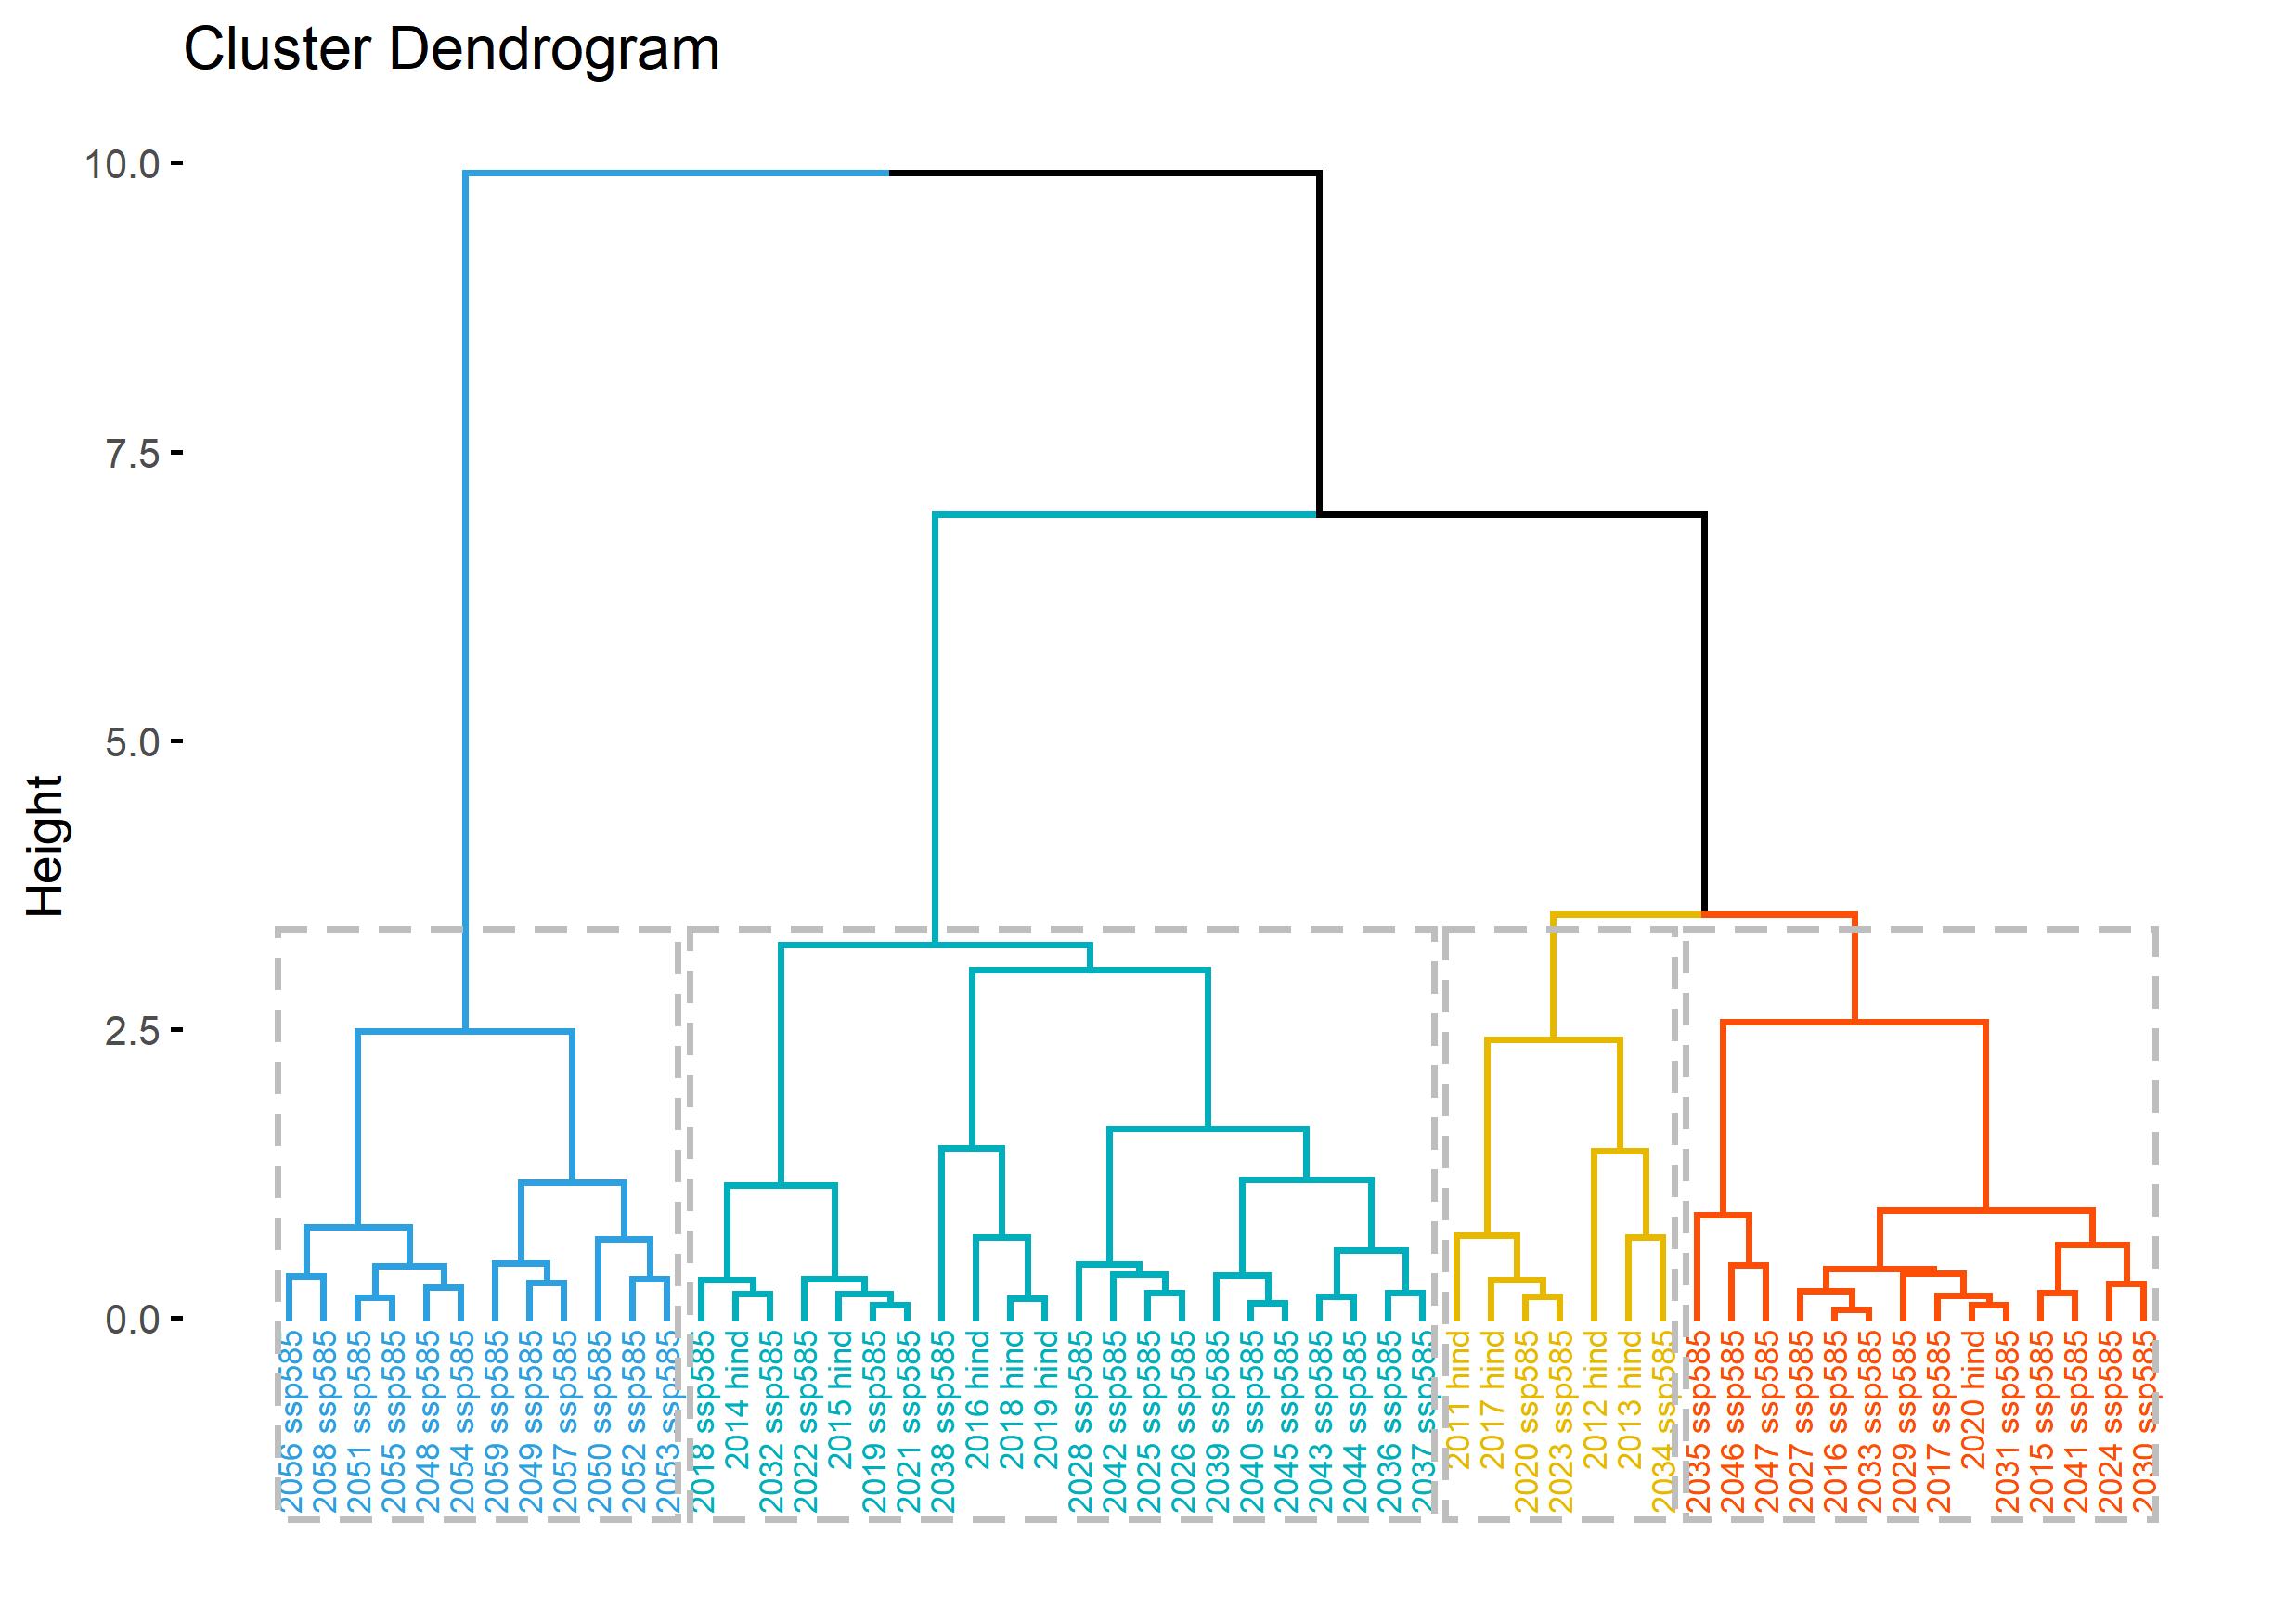 Cluster Dendrogram
10.0
7.5
5.0
2.5
0.0
Height
2056 ssp585
2058 ssp585
2051 ssp585
2055 ssp585
2048 ssp585
2054 ssp585
2059 ssp585
2049 ssp585
2057 ssp585
2050 ssp585
2052 ssp585
2053 ssp585
2018 ssp585
2014 hind
2032 ssp585
2022 ssp585
2015 hind
2019 ssp585
2021 ssp585
2038 ssp585
2016 hind
2018 hind
2019 hind
2028 ssp585
2042 ssp585
2025 ssp585
2026 ssp585
2039 ssp585
2040 ssp585
2045 ssp585
2043 ssp585
2044 ssp585
2036 ssp585
2037 ssp585
2011 hind
2017 hind
2020 ssp585
2023 ssp585
2012 hind
2013 hind
2034 ssp585
2035 ssp585
2046 ssp585
2047 ssp585
2027 ssp585
2016 ssp585
2033 ssp585
2029 ssp585
2017 ssp585
2020 hind
2031 ssp585
2015 ssp585
2041 ssp585
2024 ssp585
2030 ssp585